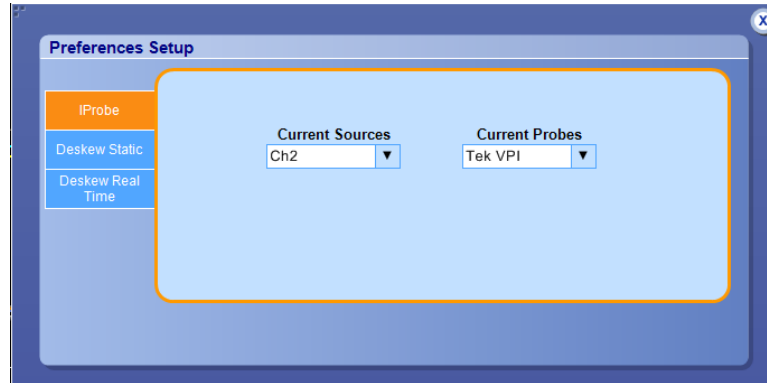 X
Preferences Setup
IProbe
Deskew Static
Deskew Real
Time
Current Sources
Ch2
Current Probes
Tek VPI